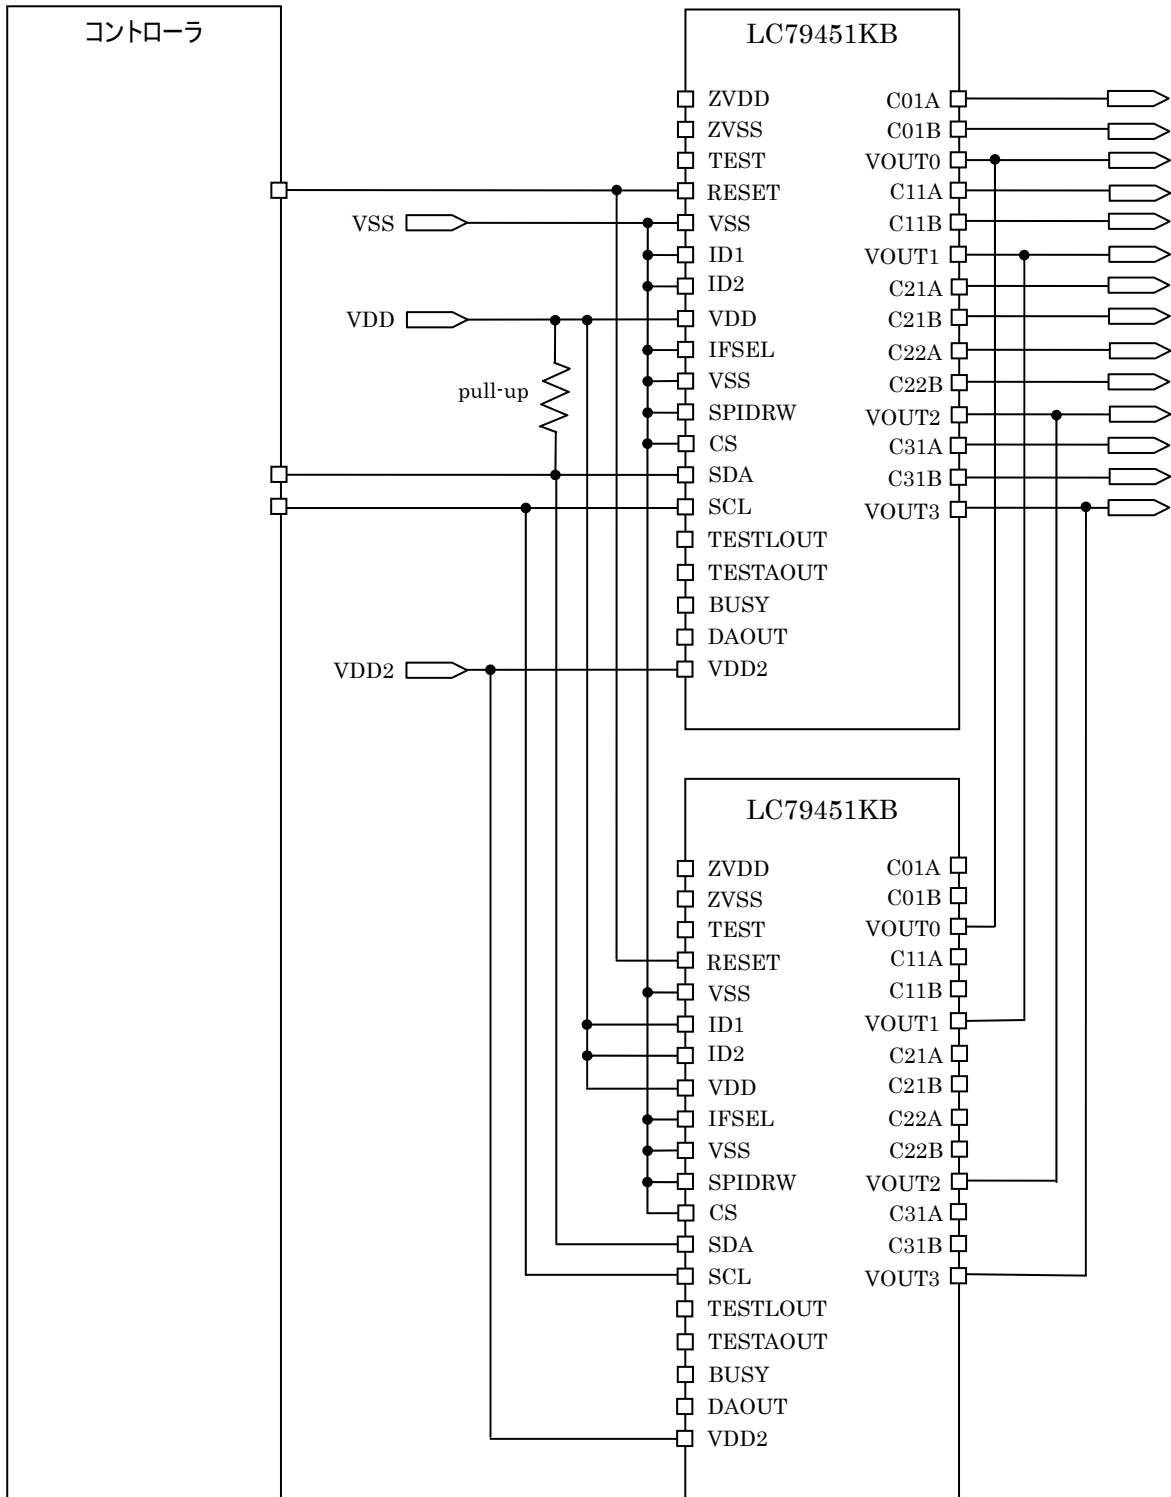 コントローラ
VSS
VDD
pull-up
VDD2
LC79451KB
ZVDD
ZVSS
TEST
RESET
VSS
ID1
ID2
VDD
IFSEL
VSS
SPIDRW
CS
SDA
SCL
TESTLOUT
TESTAOUT
BUSY
DAOUT
VDD2
C01A
C01B
VOUT0
C11A
C11B
VOUT1
C21A
C21B
C22A
C22B
VOUT2
C31A
C31B
VOUT3
LC79451KB
ZVDD
ZVSS
TEST
RESET
VSS
ID1
ID2
VDD
IFSEL
VSS
SPIDRW
CS
SDA
SCL
TESTLOUT
TESTAOUT
BUSY
DAOUT
VDD2
C01A
C01B
VOUT0
C11A
C11B
VOUT1
C21A
C21B
C22A
C22B
VOUT2
C31A
C31B
VOUT3